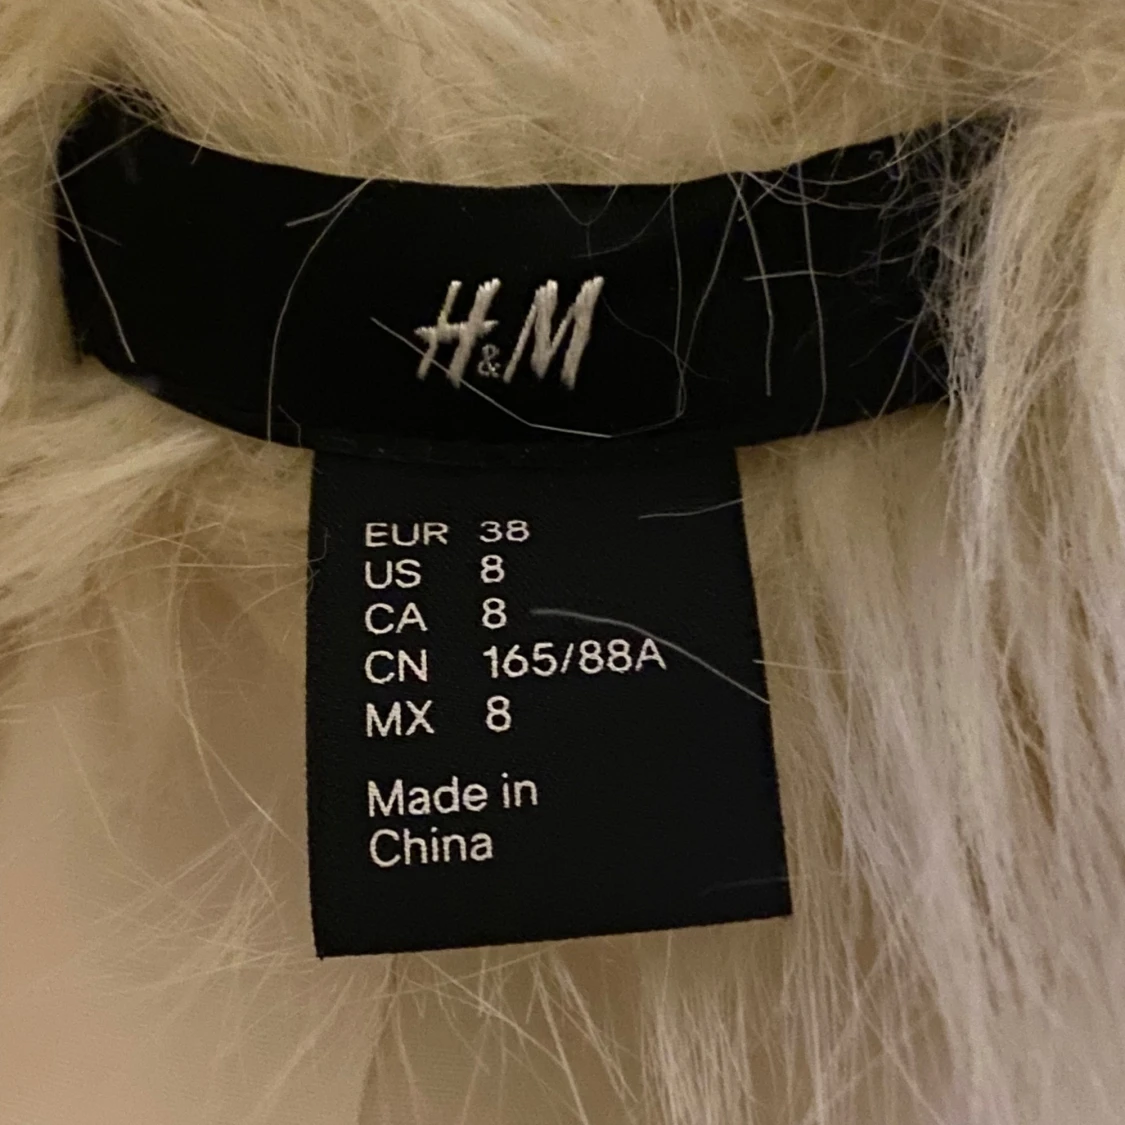 H&M
EUR 38
US 8
CA 8
CN 165/88A
MX 8
Made in
China